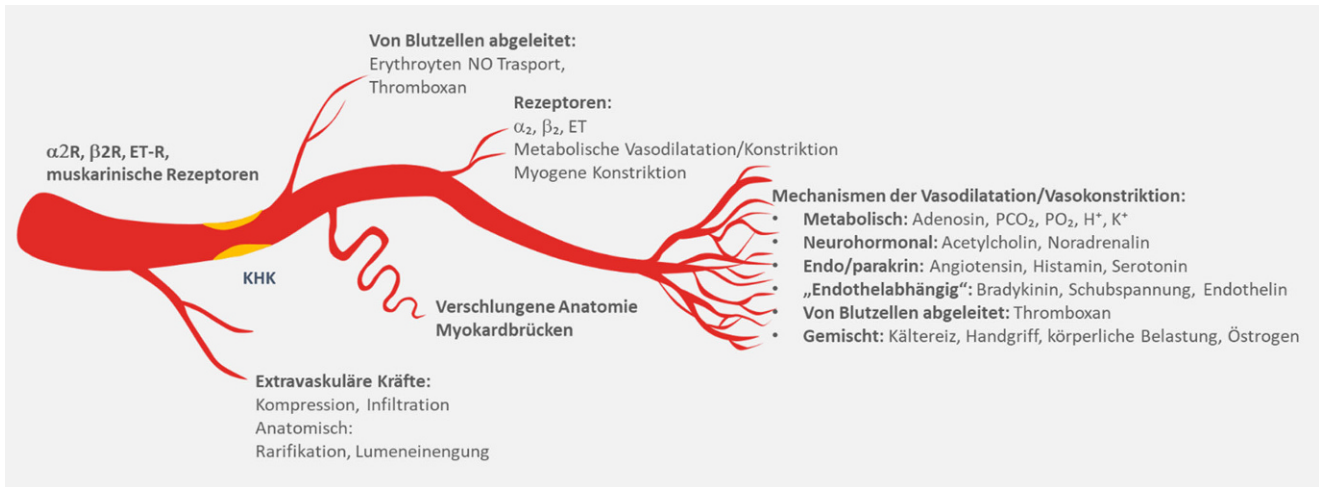 Von Blutzellen abgeleitet:
Erythroyten NO Trasport,
Thromboxan
Rezeptoren:
α₂, β₂, ET
Metabolische Vasodilatation/Konstriktion
Myogene Konstriktion
α2R, β2R, ET-R,
muskarinische Rezeptoren
Mechanismen der Vasodilatation/Vasokonstriktion:
• Metabolisch: Adenosin, PCO₂, PO₂, H⁺, K⁺
• Neurohormonal: Acetylcholin, Noradrenalin
• Endo/parakrin: Angiotensin, Histamin, Serotonin
• „Endothelabhängig“: Bradykinin, Schubspannung, Endothelin
• Von Blutzellen abgeleitet: Thromboxan
• Gemischt: Kältereiz, Handgriff, körperliche Belastung, Östrogen
KHK
Verschlungene Anatomie
Myokardbrücken
Extravaskuläre Kräfte:
Kompression, Infiltration
Anatomisch:
Rarifikation, Lumeneinengung